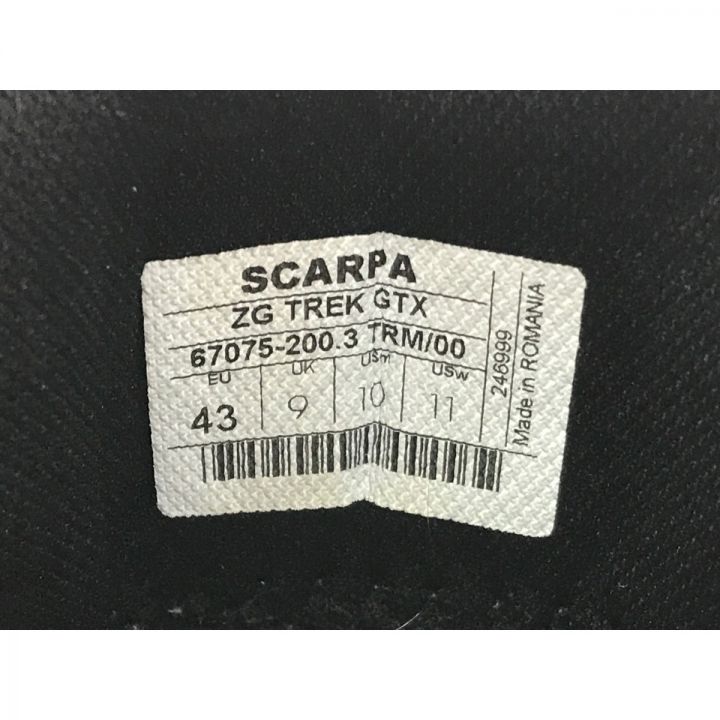 SCARPA
ZG TREK GTX
67075-200.3 TRM/00
EU UK USm USw
43 9 10 11
246999
Made in ROMANIA